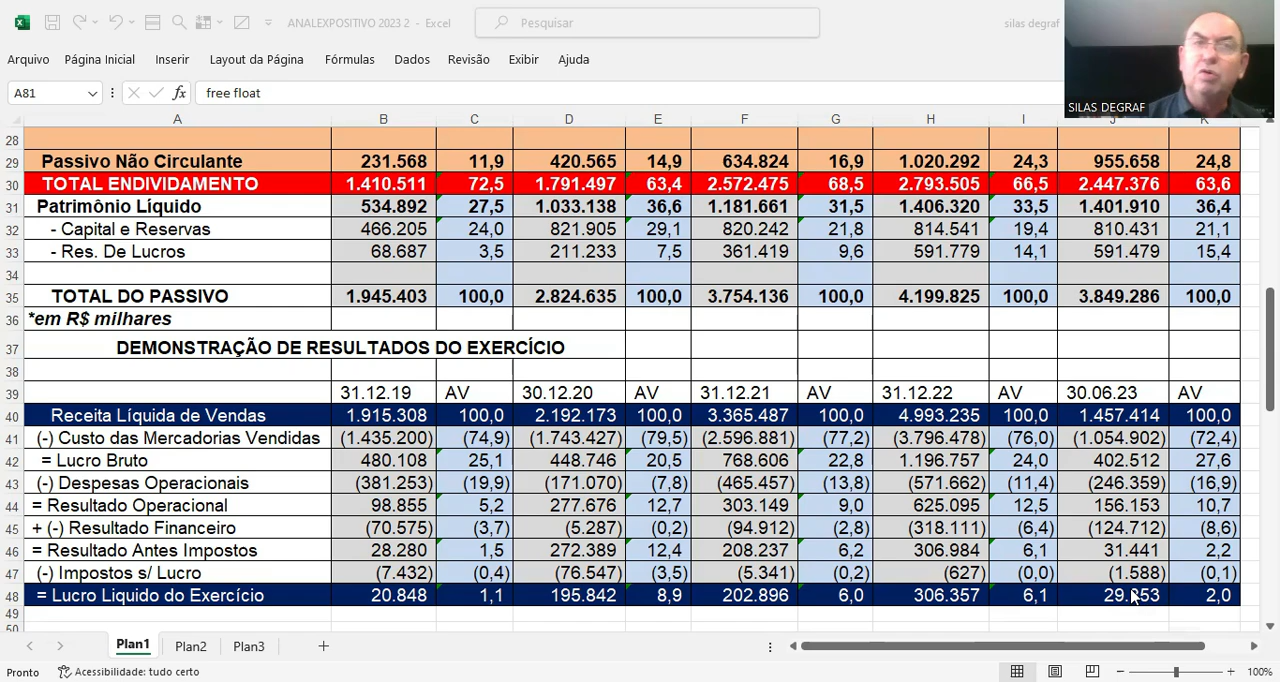 ANALEXPOSITIVO 2023 2 - Excel
Pesquisar
silas degraf
SILAS DEGRAF
Arquivo Página Inicial Inserir Layout da Página Fórmulas Dados Revisão Exibir Ajuda
A81 fx free float
A B C D E F G H I J K
28
29 Passivo Não Circulante 231.568 11,9 420.565 14,9 634.824 16,9 1.020.292 24,3 955.658 24,8
30 TOTAL ENDIVIDAMENTO 1.410.511 72,5 1.791.497 63,4 2.572.475 68,5 2.793.505 66,5 2.447.376 63,6
31 Patrimônio Líquido 534.892 27,5 1.033.138 36,6 1.181.661 31,5 1.406.320 33,5 1.401.910 36,4
32 - Capital e Reservas 466.205 24,0 821.905 29,1 820.242 21,8 814.541 19,4 810.431 21,1
33 - Res. De Lucros 68.687 3,5 211.233 7,5 361.419 9,6 591.779 14,1 591.479 15,4
34
35 TOTAL DO PASSIVO 1.945.403 100,0 2.824.635 100,0 3.754.136 100,0 4.199.825 100,0 3.849.286 100,0
36 *em R$ milhares
37 DEMONSTRAÇÃO DE RESULTADOS DO EXERCÍCIO
38
39 31.12.19 AV 30.12.20 AV 31.12.21 AV 31.12.22 AV 30.06.23 AV
40 Receita Líquida de Vendas 1.915.308 100,0 2.192.173 100,0 3.365.487 100,0 4.993.235 100,0 1.457.414 100,0
41 (-) Custo das Mercadorias Vendidas (1.435.200) (74,9) (1.743.427) (79,5) (2.596.881) (77,2) (3.796.478) (76,0) (1.054.902) (72,4)
42 = Lucro Bruto 480.108 25,1 448.746 20,5 768.606 22,8 1.196.757 24,0 402.512 27,6
43 (-) Despesas Operacionais (381.253) (19,9) (171.070) (7,8) (465.457) (13,8) (571.662) (11,4) (246.359) (16,9)
44 = Resultado Operacional 98.855 5,2 277.676 12,7 303.149 9,0 625.095 12,5 156.153 10,7
45 + (-) Resultado Financeiro (70.575) (3,7) (5.287) (0,2) (94.912) (2,8) (318.111) (6,4) (124.712) (8,6)
46 = Resultado Antes Impostos 28.280 1,5 272.389 12,4 208.237 6,2 306.984 6,1 31.441 2,2
47 (-) Impostos s/ Lucro (7.432) (0,4) (76.547) (3,5) (5.341) (0,2) (627) (0,0) (1.588) (0,1)
48 = Lucro Liquido do Exercício 20.848 1,1 195.842 8,9 202.896 6,0 306.357 6,1 2,0
49
50
Plan1 Plan2 Plan3
Pronto Acessibilidade: tudo certo 100%